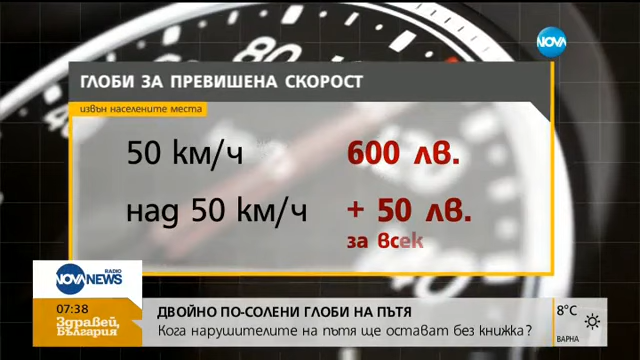 NOVA
ГЛОБИ ЗА ПРЕВИШЕНА СКОРОСТ
извън населените места
50 км/ч 600 лв.
над 50 км/ч + 50 лв.
за всек
RADIO
NOVA NEWS
07:38
Здравей, България
ДВОЙНО ПО-СОЛЕНИ ГЛОБИ НА ПЪТЯ
Кога нарушителите на пътя ще остават без книжка?
8°C
ВАРНА
80